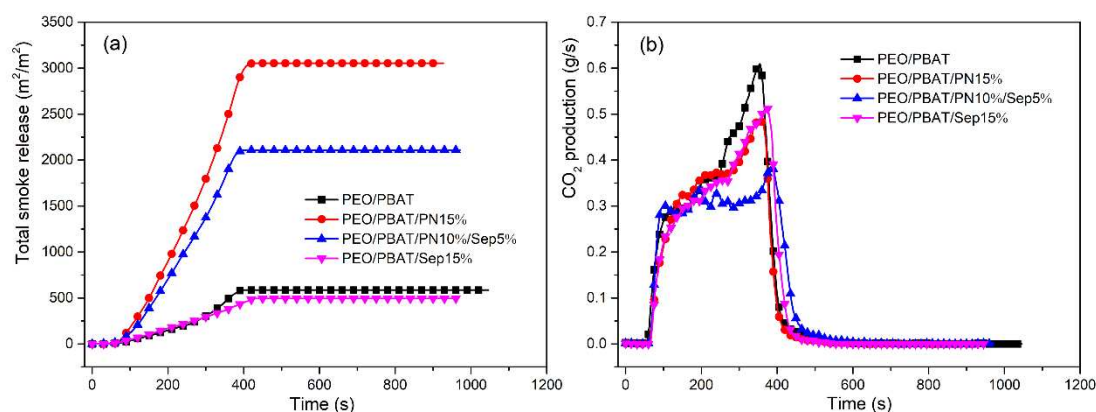 (a)
Total smoke release (m²/m²)
3500
3000
2500
2000
1500
1000
500
0
PEO/PBAT
PEO/PBAT/PN15%
PEO/PBAT/PN10%/Sep5%
PEO/PBAT/Sep15%
0 200 400 600 800 1000 1200
Time (s)
(b)
CO₂ production (g/s)
0.7
0.6
0.5
0.4
0.3
0.2
0.1
0.0
PEO/PBAT
PEO/PBAT/PN15%
PEO/PBAT/PN10%/Sep5%
PEO/PBAT/Sep15%
0 200 400 600 800 1000 1200
Time (s)